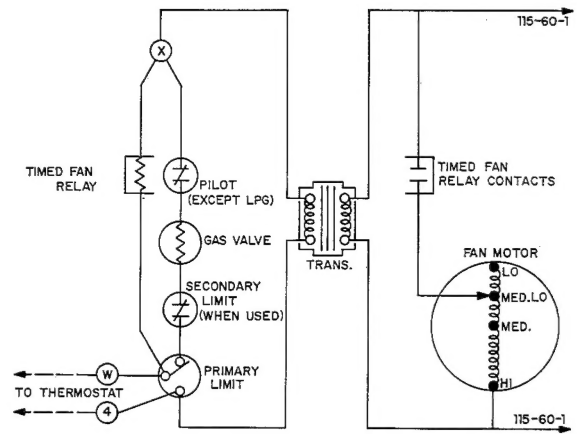 115-60-1
X
TIMED FAN
RELAY
PILOT
(EXCEPT LPG)
TIMED FAN
RELAY CONTACTS
GAS VALVE
TRANS.
FAN MOTOR
LO
MED.LO
MED.
HI
SECONDARY
LIMIT
(WHEN USED)
W
PRIMARY
LIMIT
TO THERMOSTAT
4
115-60-1